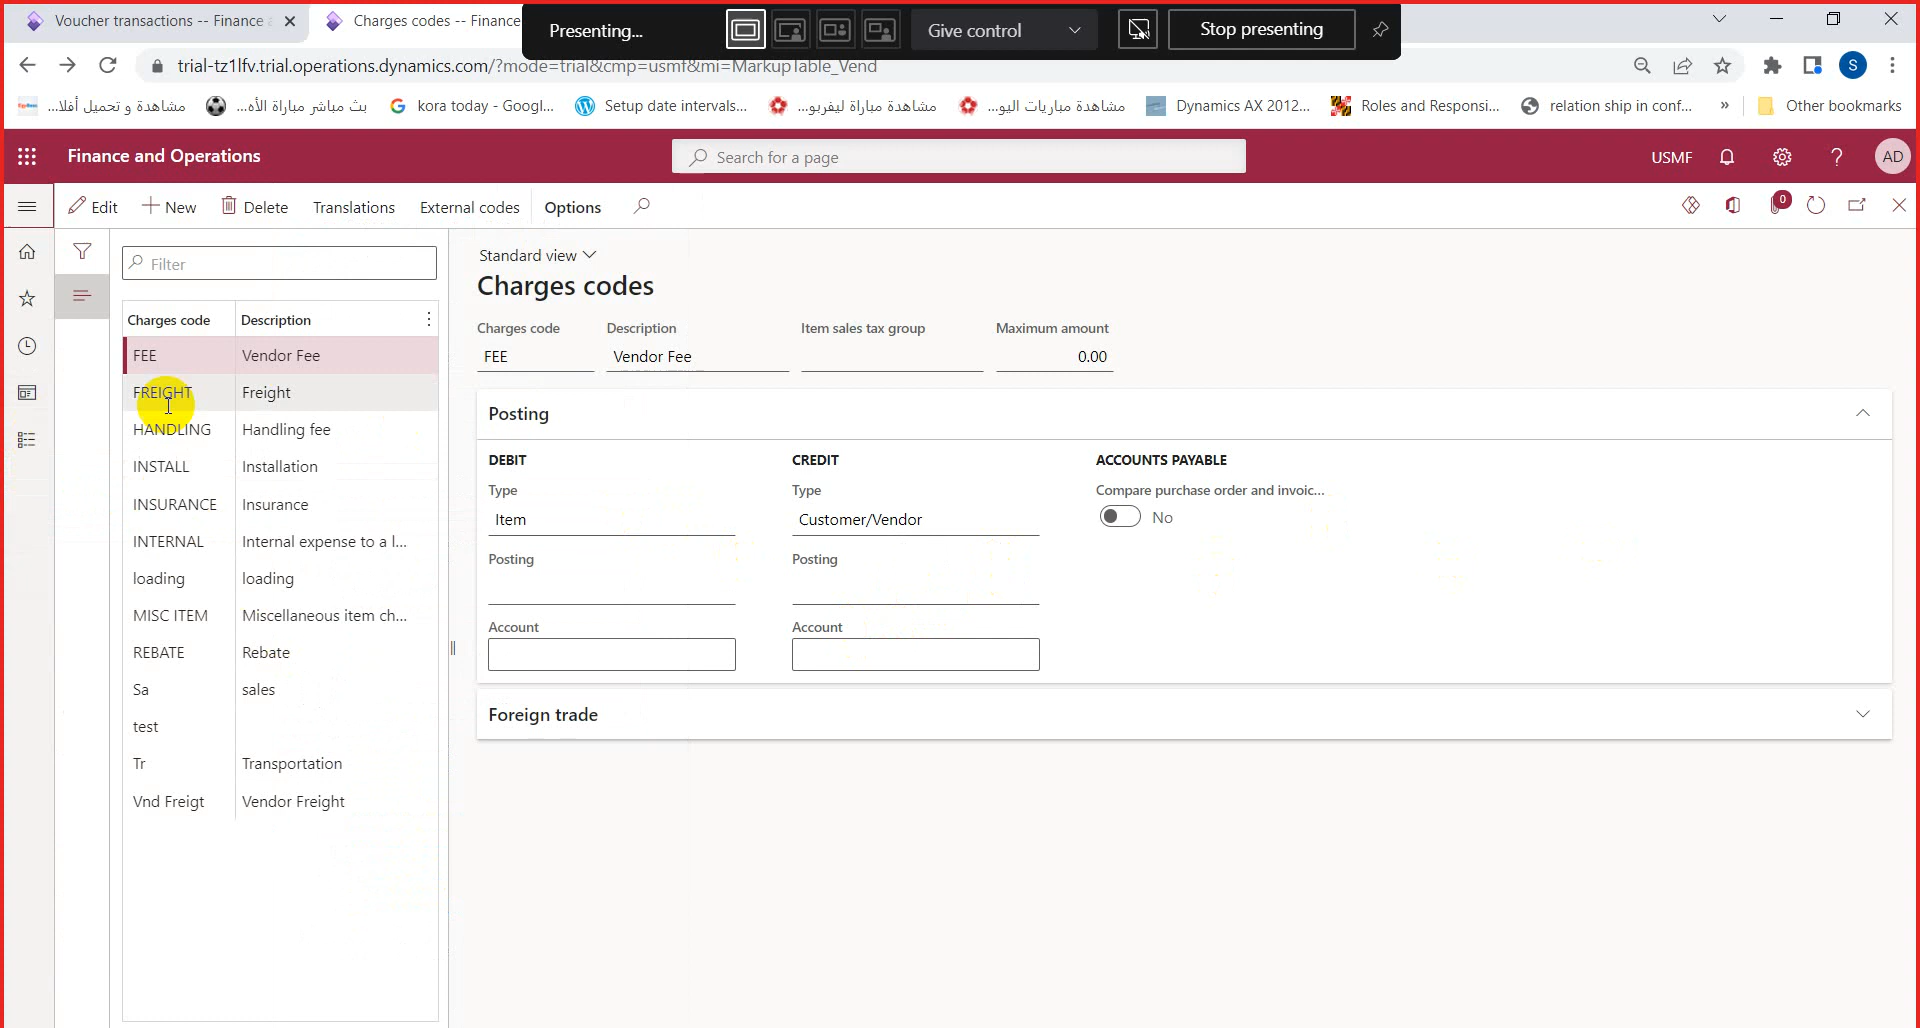 Voucher transactions -- Finance a
Charges codes -- Finance
Presenting...
Give control
Stop presenting
trial-tz1lfv.trial.operations.dynamics.com/?mode=trial&cmp=usmf&mi=MarkupTable_Vend
S
مشاهدة و تحميل أفلا...
بث مباشر مباراة الأه...
kora today - Googl...
Setup date intervals...
مشاهدة مباراة ليفربو...
مشاهدة مباريات اليو...
Dynamics AX 2012...
Roles and Responsi...
relation ship in conf...
»
Other bookmarks
Finance and Operations
Search for a page
USMF
?
AD
Edit
New
Delete
Translations
External codes
Options
0
Filter
Charges code Description
FEE Vendor Fee
FREIGHT Freight
HANDLING Handling fee
INSTALL Installation
INSURANCE Insurance
INTERNAL Internal expense to a l...
loading loading
MISC ITEM Miscellaneous item ch...
REBATE Rebate
Sa sales
test
Tr Transportation
Vnd Freigt Vendor Freight
Standard view
Charges codes
Charges code Description Item sales tax group Maximum amount
FEE Vendor Fee 0.00
Posting
DEBIT CREDIT ACCOUNTS PAYABLE
Type Type Compare purchase order and invoic...
Item Customer/Vendor No
Posting Posting
Account Account
Foreign trade